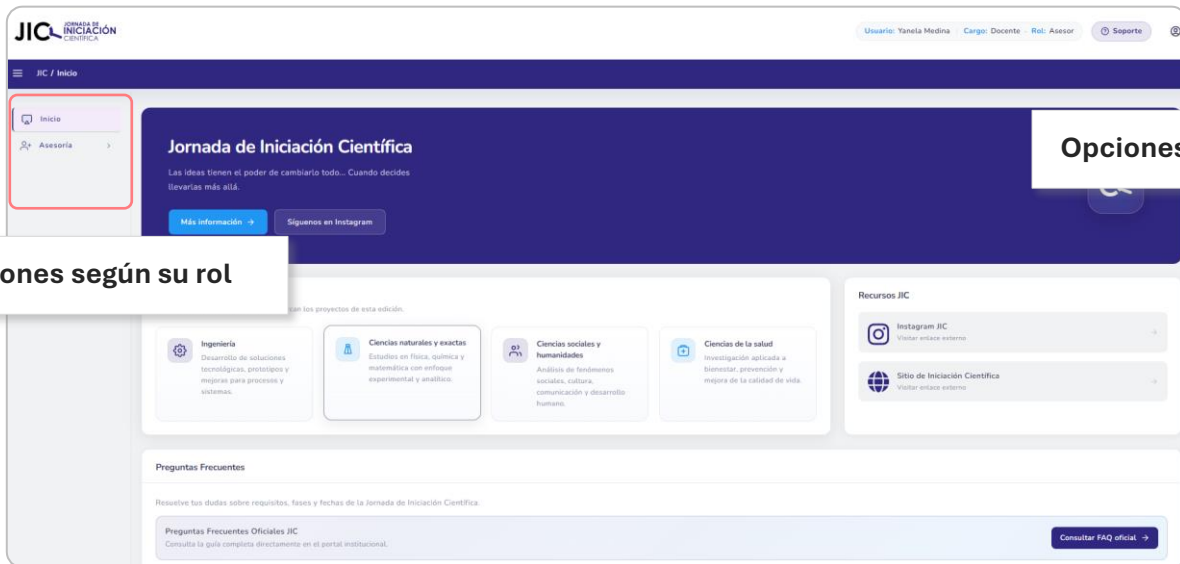 JIC JORNADA DE
INICIACIÓN
CIENTÍFICA
Usuario: Yanela Medina Cargo: Docente - Rol: Asesor
Soporte
JIC / Inicio
Inicio
Asesoría
Jornada de Iniciación Científica
Las ideas tienen el poder de cambiarlo todo... Cuando decides
llevarlas más allá.
Más información →
Síguenos en Instagram
Opciones
ones según su rol
los proyectos de esta edición.
Ingeniería
Desarrollo de soluciones
tecnológicas, prototipos y
mejoras para procesos y
sistemas.
Ciencias naturales y exactas
Estudios en física, química y
matemática con enfoque
experimental y analítico.
Ciencias sociales y
humanidades
Análisis de fenómenos
sociales, cultura,
comunicación y desarrollo
humano.
Ciencias de la salud
Investigación aplicada a
bienestar, prevención y
mejora de la calidad de vida.
Recursos JIC
Instagram JIC
Visitar enlace externo
Sitio de Iniciación Científica
Visitar enlace externo
Preguntas Frecuentes
Resuelve tus dudas sobre requisitos, fases y fechas de la Jornada de Iniciación Científica.
Preguntas Frecuentes Oficiales JIC
Consulta la guía completa directamente en el portal institucional.
Consultar FAQ oficial →